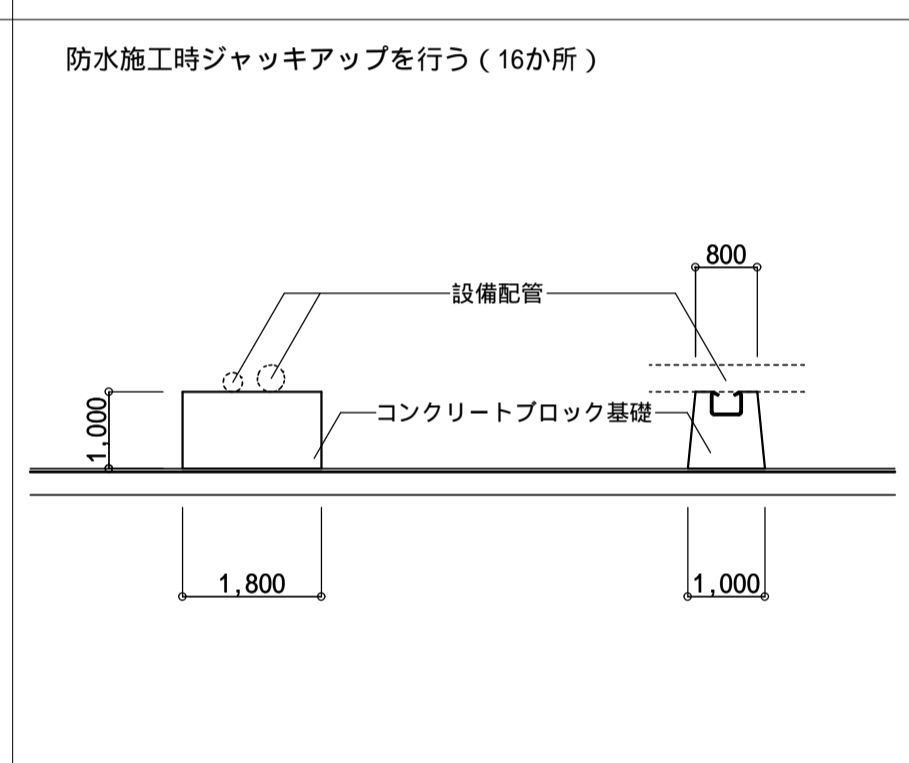 防水施工時ジャッキアップを行う（16か所）
800
設備配管
1,000
コンクリートブロック基礎
1,800
1,000